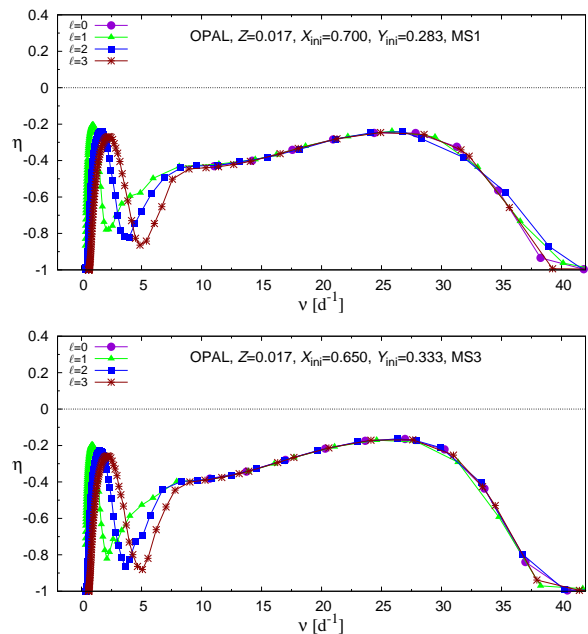 0.4
0.2
0
-0.2
-0.4
-0.6
-0.8
-1
η
ℓ=0
ℓ=1
ℓ=2
ℓ=3
OPAL, Z=0.017, Xini=0.700, Yini=0.283, MS1
0 5 10 15 20 25 30 35 40
ν [d-1]
0.4
0.2
0
-0.2
-0.4
-0.6
-0.8
-1
η
ℓ=0
ℓ=1
ℓ=2
ℓ=3
OPAL, Z=0.017, Xini=0.650, Yini=0.333, MS3
0 5 10 15 20 25 30 35 40
ν [d-1]